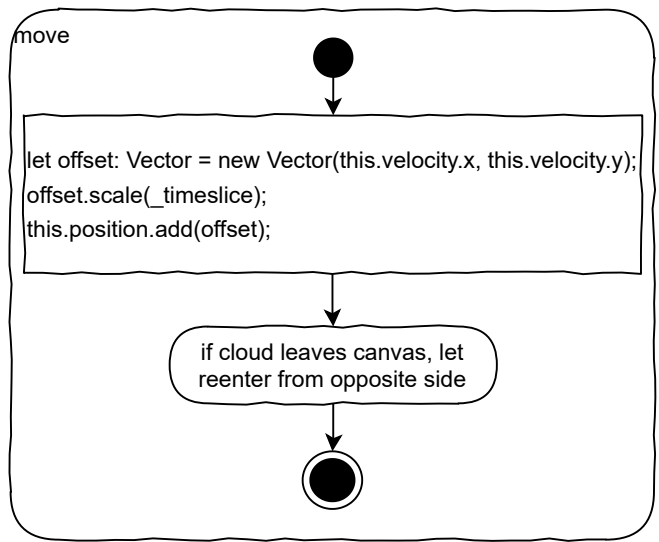 move
let offset: Vector = new Vector(this.velocity.x, this.velocity.y);
offset.scale(_timeslice);
this.position.add(offset);
if cloud leaves canvas, let
reenter from opposite side